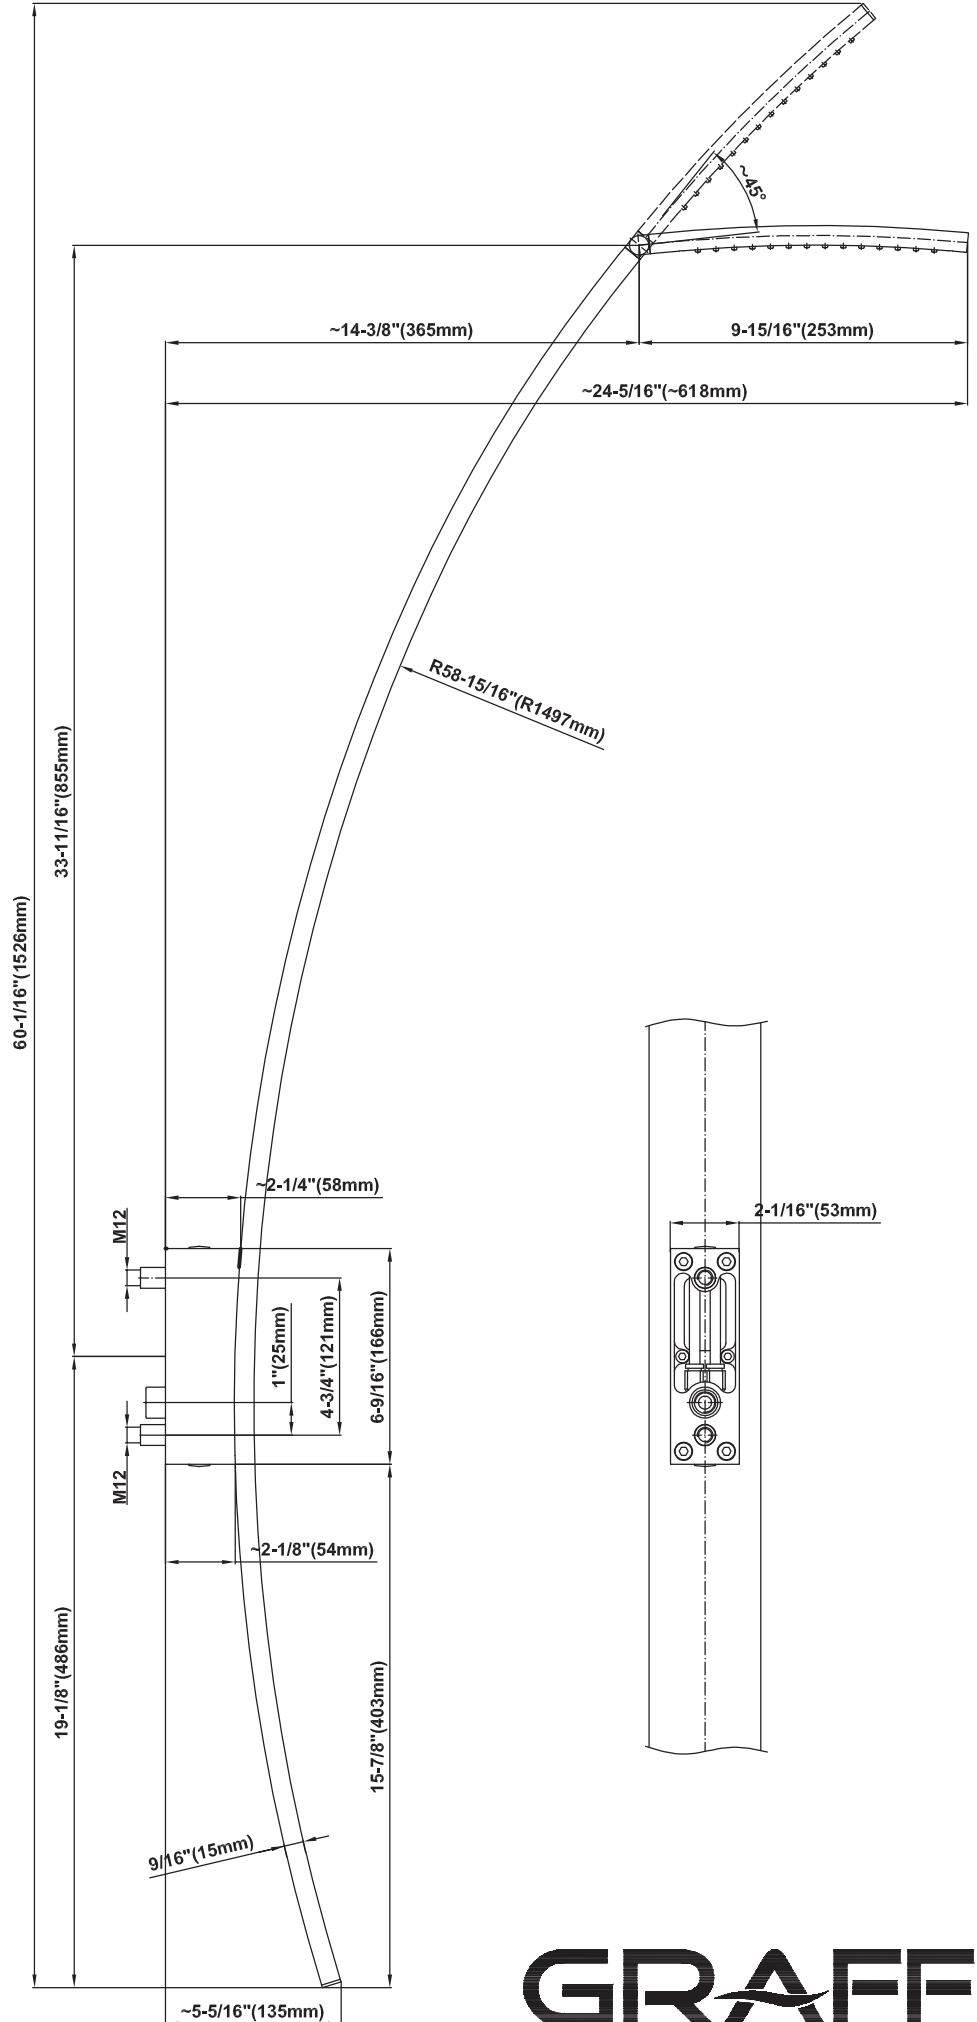 ~45°
~14-3/8"(365mm)
9-15/16"(253mm)
~24-5/16"(~618mm)
R58-15/16"(R1497mm)
33-11/16"(855mm)
60-1/16"(1526mm)
~2-1/4"(58mm)
2-1/16"(53mm)
M12
1"(25mm)
4-3/4"(121mm)
6-9/16"(166mm)
M12
~2-1/8"(54mm)
19-1/8"(486mm)
15-7/8"(403mm)
9/16"(15mm)
~5-5/16"(135mm)
GRAFF